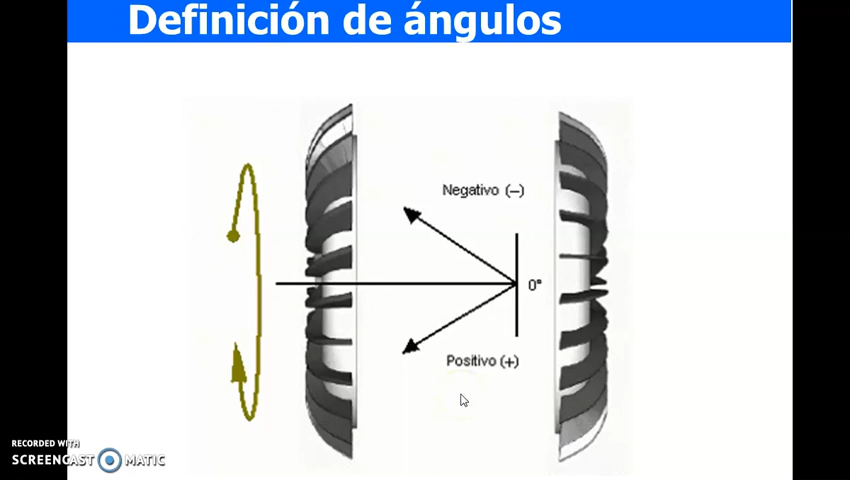 Definición de ángulos
Negativo (–)
0°
Positivo (+)
RECORDED WITH
SCREENCAST MATIC